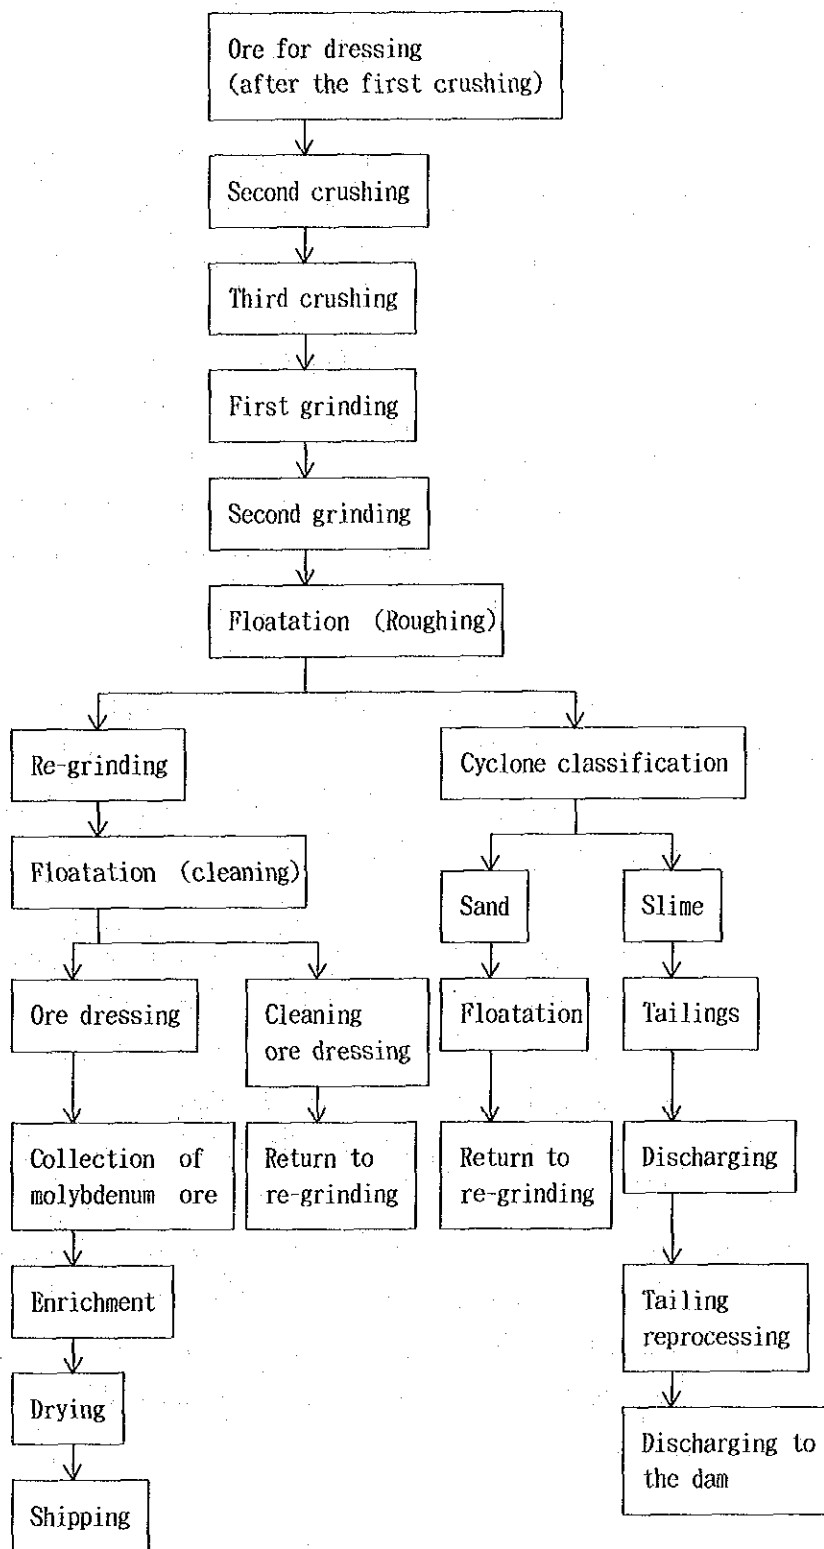 Ore for dressing
(after the first crushing)
Second crushing
Third crushing
First grinding
Second grinding
Floatation (Roughing)
Re-grinding
Cyclone classification
Floatation (cleaning)
Sand
Slime
Ore dressing
Cleaning
ore dressing
Floatation
Tailings
Collection of
molybdenum ore
Return to
re-grinding
Return to
re-grinding
Discharging
Enrichment
Tailing
reprocessing
Drying
Discharging to
the dam
Shipping